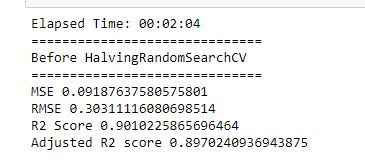 Elapsed Time: 00:02:04
==============================
Before HalvingRandomSearchCV
==============================
MSE 0.09187637580575801
RMSE 0.30311116080698514
R2 Score 0.9010225865696464
Adjusted R2 score 0.8970240936943875